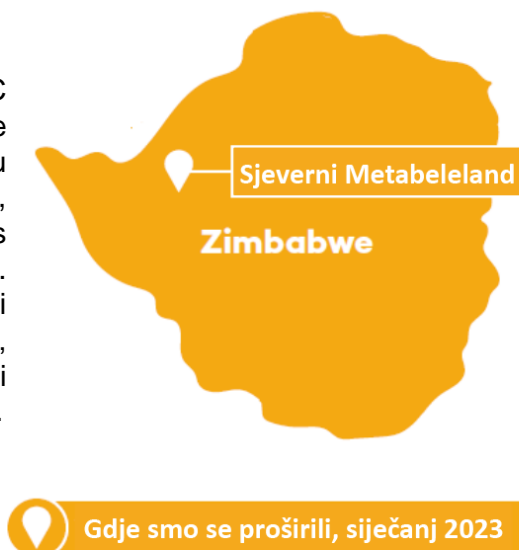 C
e
u
,
s
.
i
,
i
.
Sjeverni Metabeleland
Zimbabwe
Gdje smo se proširili, siječanj 2023